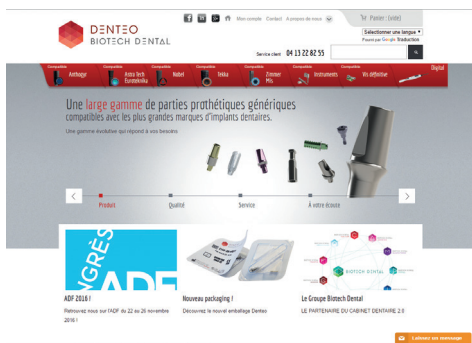 DENTEO
BIOTECH DENTAL
Mon compte Contact A propos de nous
Panier : (vide)
Sélectionner une langue
Fourni par Google Traduction
Service client 04 13 22 82 55
Compatible
Anthogyr
Compatible
Astra Tech
Euroteknika
Compatible
Nobel
Compatible
Tekka
Compatible
Zimmer
Mis
Compatible
Instruments
Compatible
Vis définitive
Digital
Une large gamme de parties prothétiques génériques
compatibles avec les plus grandes marques d'implants dentaires.
Une gamme évolutive qui répond à vos besoins
Produit
Qualité
Service
À votre écoute
NGRÈS
ADF
BIOTECH DENTAL
ADF 2016 !
Retrouvez nous sur l'ADF du 22 au 26 novembre
2016 !
Nouveau packaging !
Découvrez le nouvel emballage Denteo
Le Groupe Biotech Dental
LE PARTENAIRE DU CABINET DENTAIRE 2.0
Laissez un message